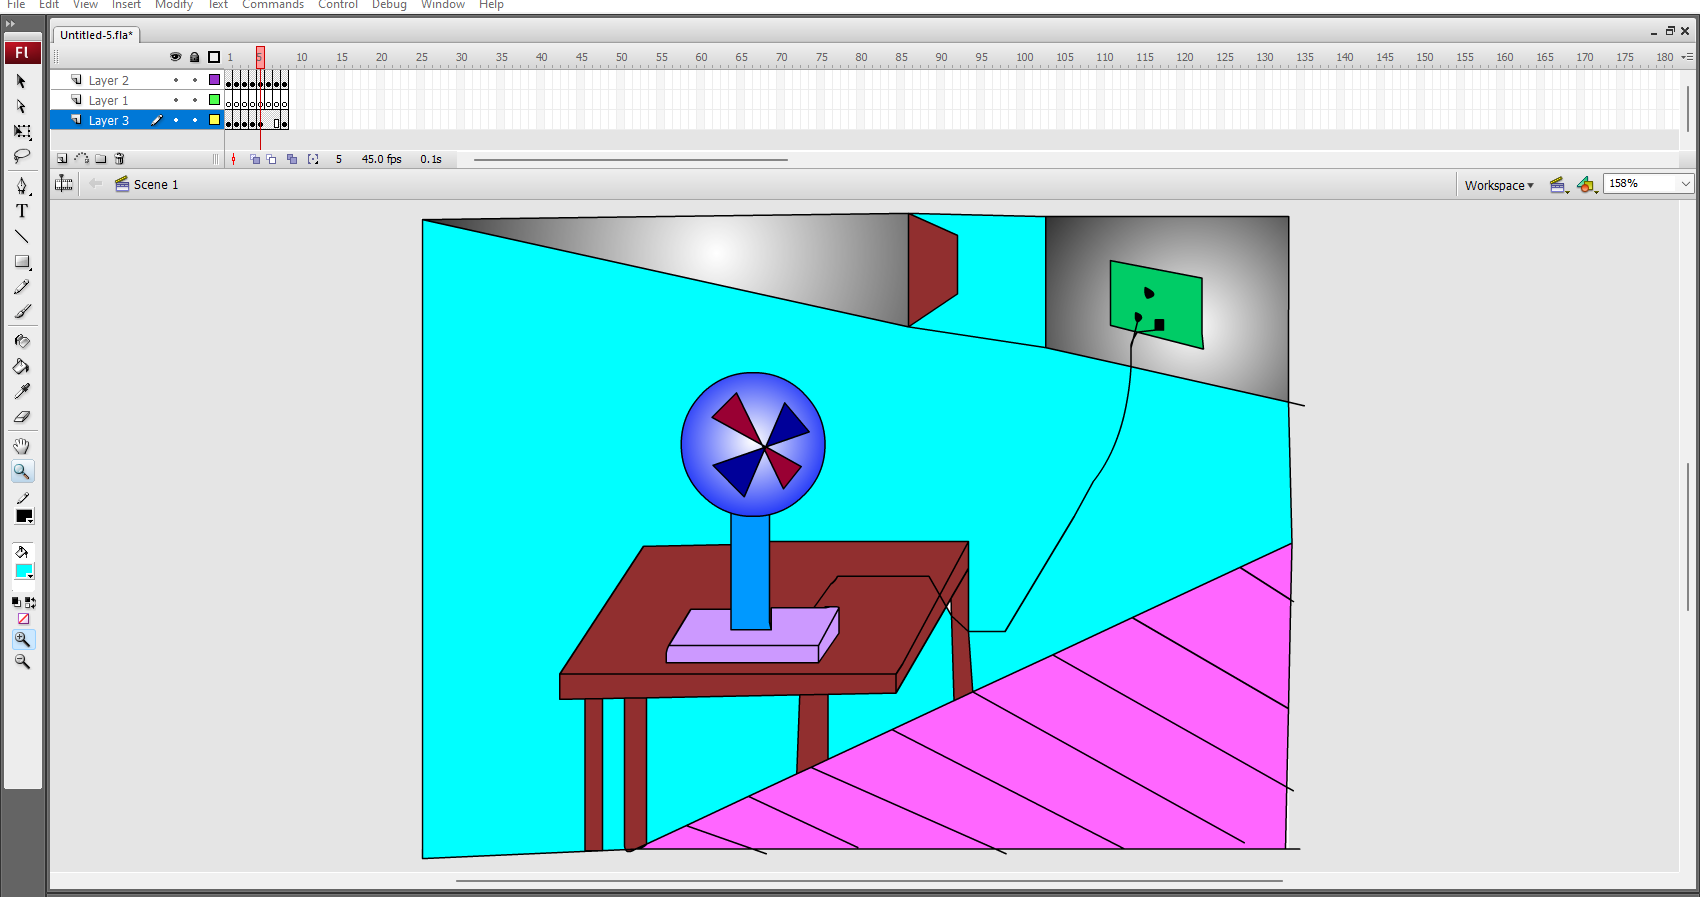 File Edit View Insert Modify Text Commands Control Debug Window Help
Untitled-5.fla*
Fl
1 5 10 15 20 25 30 35 40 45 50 55 60 65 70 75 80 85 90 95 100 105 110 115 120 125 130 135 140 145 150 155 160 165 170 175 180
Layer 2
Layer 1
Layer 3
5 45.0 fps 0.1s
Scene 1 Workspace 158%
T